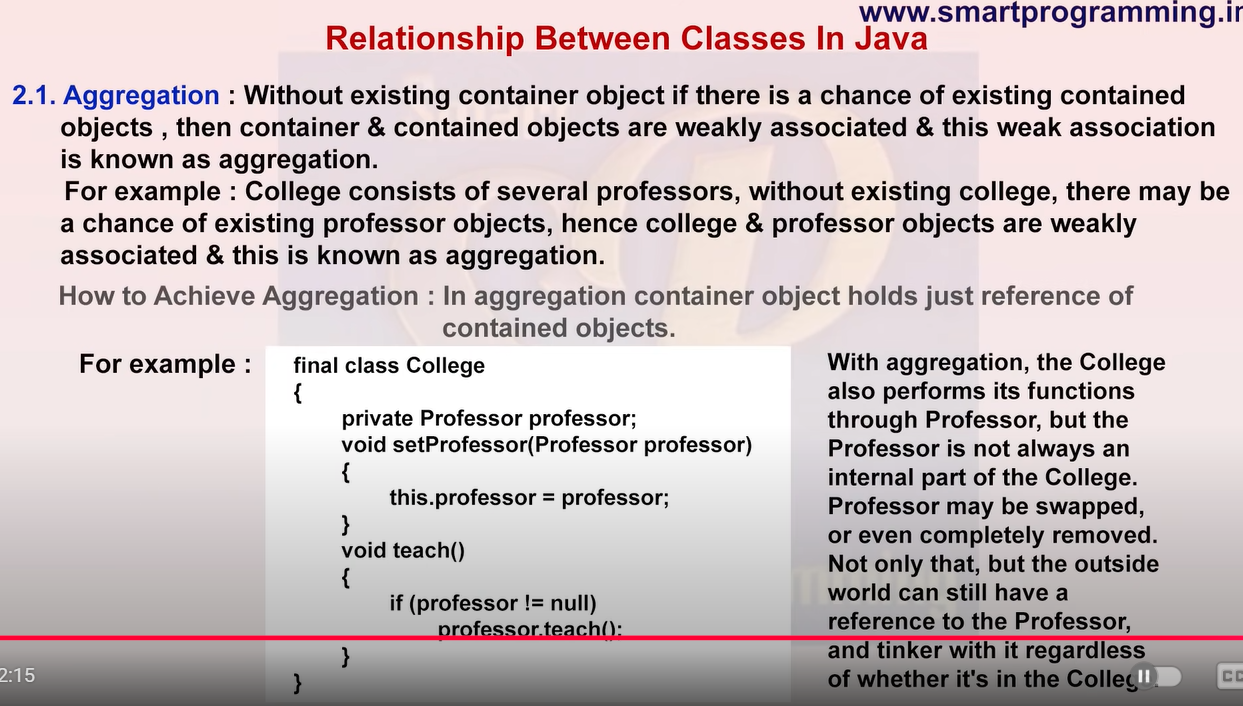 www.smartprogramming.in
Relationship Between Classes In Java
2.1. Aggregation : Without existing container object if there is a chance of existing contained
objects , then container & contained objects are weakly associated & this weak association
is known as aggregation.
For example : College consists of several professors, without existing college, there may be
a chance of existing professor objects, hence college & professor objects are weakly
associated & this is known as aggregation.
How to Achieve Aggregation : In aggregation container object holds just reference of
contained objects.
For example :
final class College
{
private Professor professor;
void setProfessor(Professor professor)
{
this.professor = professor;
}
void teach()
{
if (professor != null)
professor.teach();
}
}
With aggregation, the College
also performs its functions
through Professor, but the
Professor is not always an
internal part of the College.
Professor may be swapped,
or even completely removed.
Not only that, but the outside
world can still have a
reference to the Professor,
and tinker with it regardless
of whether it's in the College.
2:15
CC